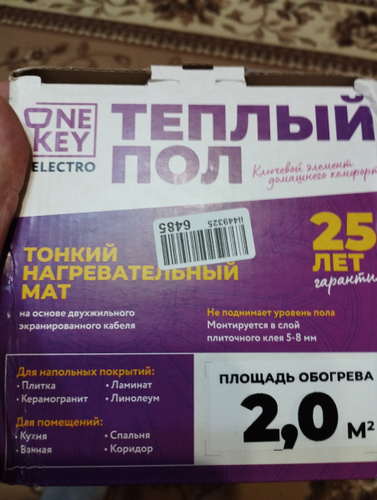 ONE
KEY
ELECTRO
ТЕПЛЫЙ
ПОЛ
Ключевой элемент
домашнего комфорт
6485
ТОНКИЙ
НАГРЕВАТЕЛЬНЫЙ
МАТ
25
ЛЕТ
гаранти
на основе двухжильного
экранированного кабеля
Не поднимает уровень пола
Монтируется в слой
плиточного клея 5-8 мм
Для напольных покрытий:
• Плитка
• Ламинат
• Керамогранит
• Линолеум
Для помещений:
• Кухня
• Спальня
• Ванная
• Коридор
ПЛОЩАДЬ ОБОГРЕВА
2,0 М²